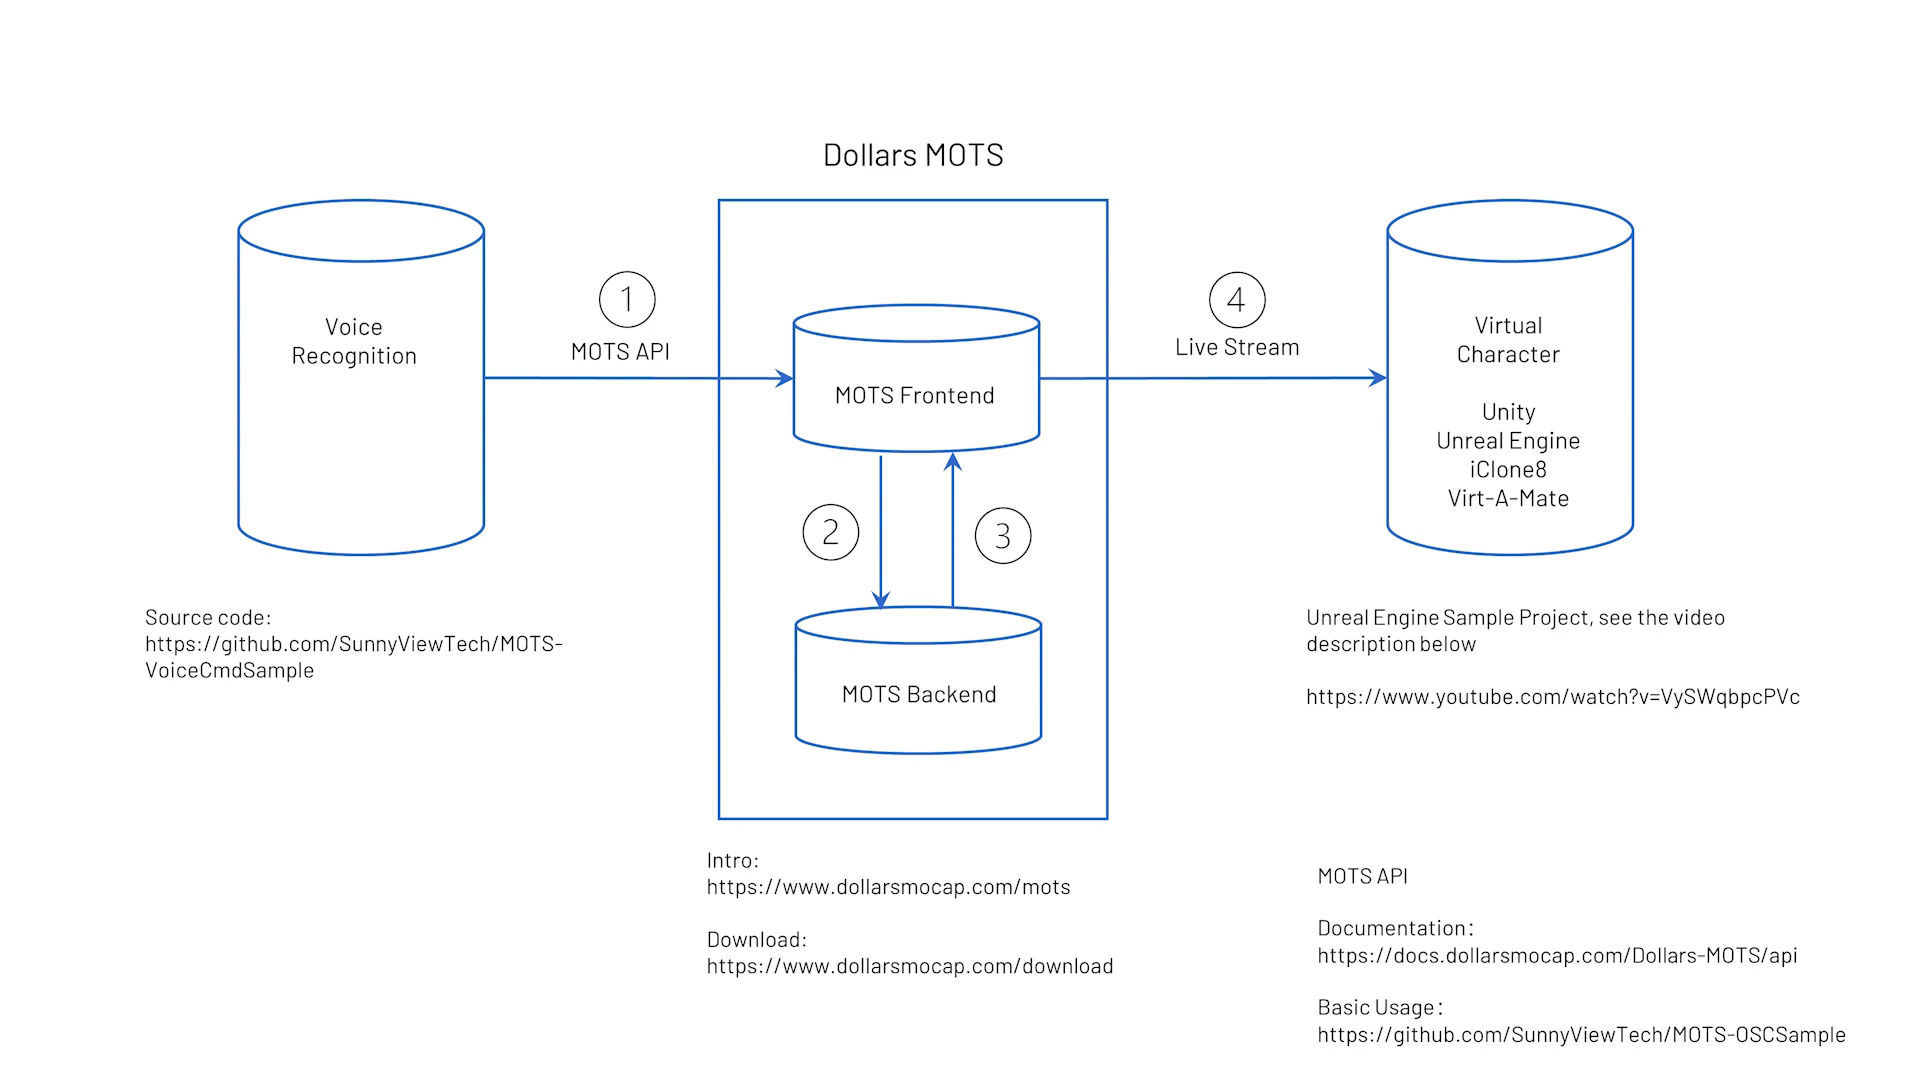 Dollars MOTS
Voice
Recognition
1
MOTS API
MOTS Frontend
4
Live Stream
Virtual
Character
Unity
Unreal Engine
iClone8
Virt-A-Mate
2
3
MOTS Backend
Source code:
https://github.com/SunnyViewTech/MOTS-
VoiceCmdSample
Unreal Engine Sample Project, see the video
description below
https://www.youtube.com/watch?v=VySWqbpcPVc
Intro:
https://www.dollarsmocap.com/mots
Download:
https://www.dollarsmocap.com/download
MOTS API
Documentation:
https://docs.dollarsmocap.com/Dollars-MOTS/api
Basic Usage:
https://github.com/SunnyViewTech/MOTS-OSCSample